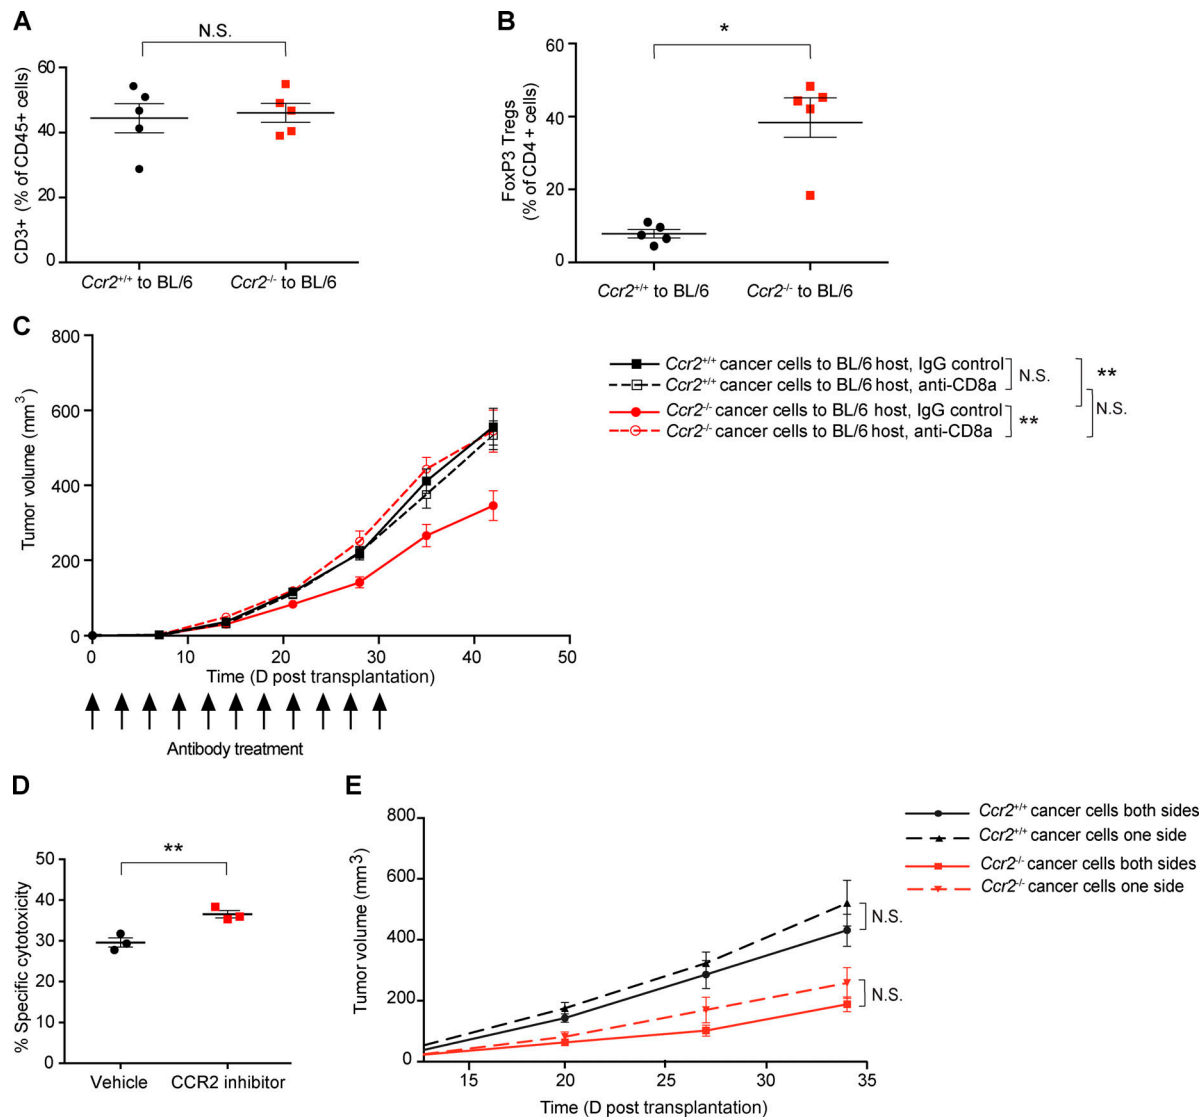 A
N.S.
CD3+ (% of CD45+ cells)
60
40
20
0
Ccr2+/+ to BL/6
Ccr2-/- to BL/6
B
*
FoxP3 Tregs
(% of CD4 + cells)
60
40
20
0
Ccr2+/+ to BL/6
Ccr2-/- to BL/6
C
Tumor volume (mm3)
800
600
400
200
0
0 10 20 30 40 50
Time (D post transplantation)
Antibody treatment
Ccr2+/+ cancer cells to BL/6 host, IgG control
Ccr2+/+ cancer cells to BL/6 host, anti-CD8a
Ccr2-/- cancer cells to BL/6 host, IgG control
Ccr2-/- cancer cells to BL/6 host, anti-CD8a
N.S.
**
**
N.S.
D
**
% Specific cytotoxicity
50
40
30
20
10
0
Vehicle
CCR2 inhibitor
E
Tumor volume (mm3)
800
600
400
200
0
15 20 25 30 35
Time (D post transplantation)
N.S.
N.S.
Ccr2+/+ cancer cells both sides
Ccr2+/+ cancer cells one side
Ccr2-/- cancer cells both sides
Ccr2-/- cancer cells one side